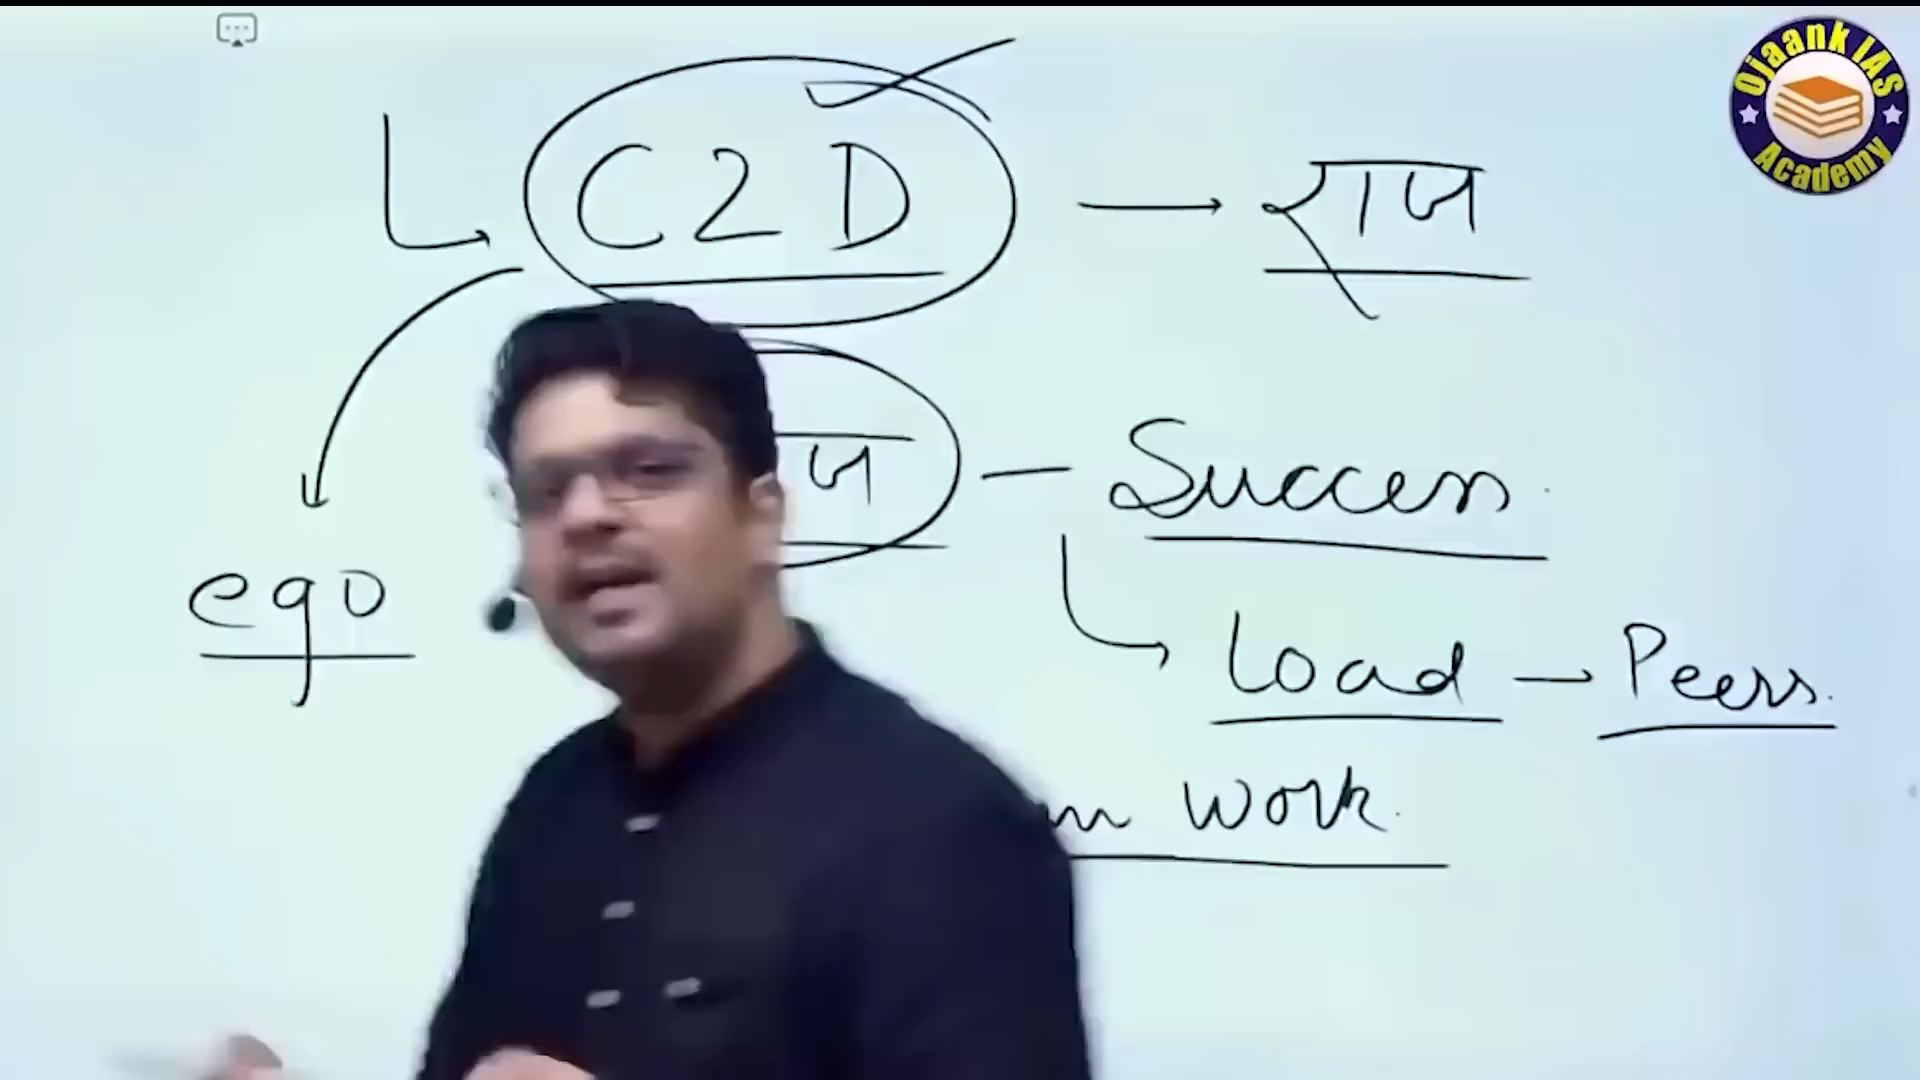 Ojaank IAS Academy
C2D → राज
— Success
ego
Load → Peers
work